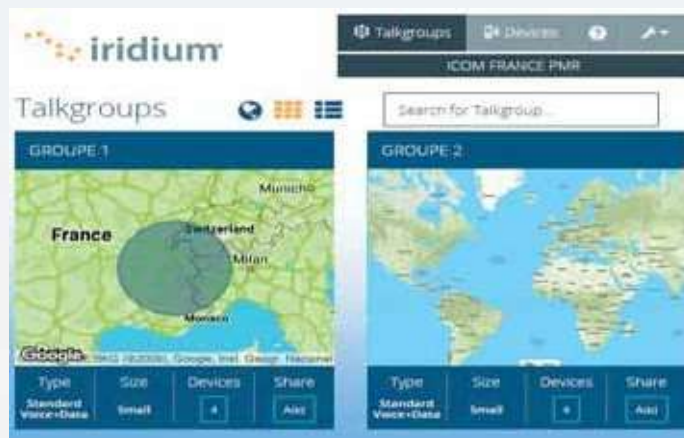 iridium
Talkgroups
Devices
ICOM FRANCE PMR
Talkgroups
Search for Talkgroup...
GROUPE 1
GROUPE 2
Munich
France
Switzerland
Milan
Monaco
Google
Type
Size
Devices
Share
Standard Voice+Data
Small
4
Add
Type
Size
Devices
Share
Standard Voice+Data
Small
Add